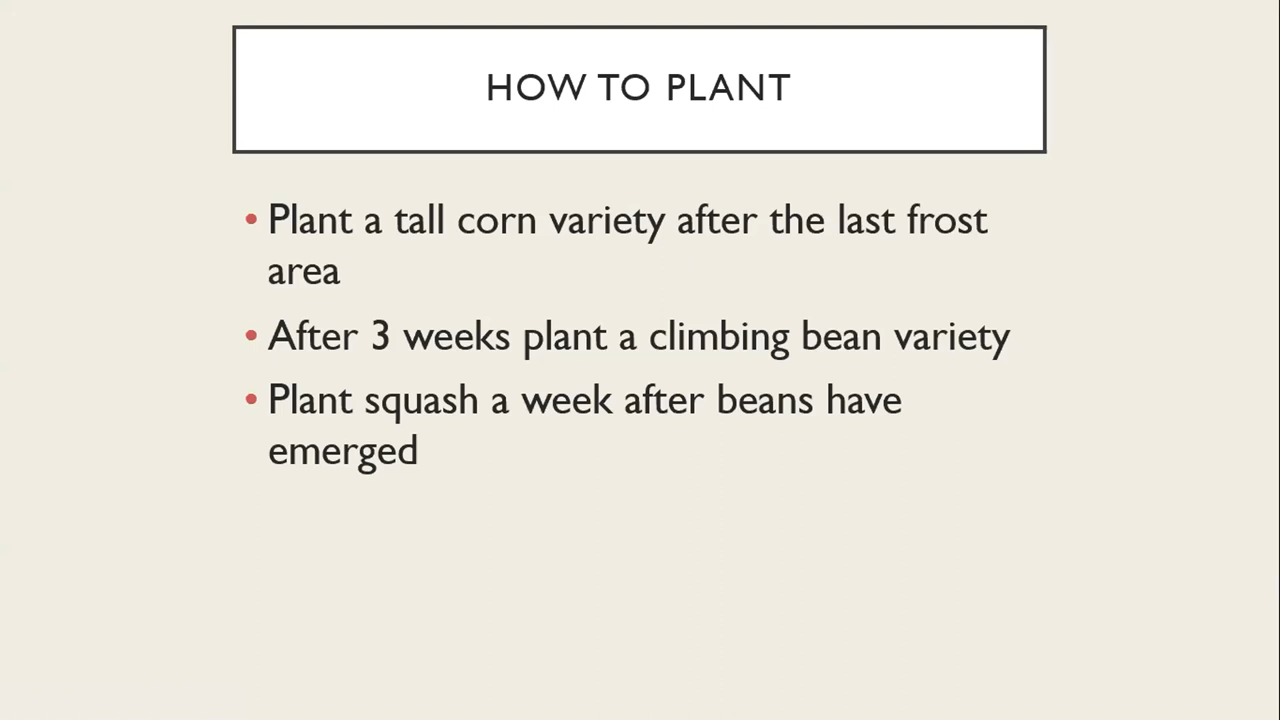 HOW TO PLANT
• Plant a tall corn variety after the last frost
area
• After 3 weeks plant a climbing bean variety
• Plant squash a week after beans have
emerged